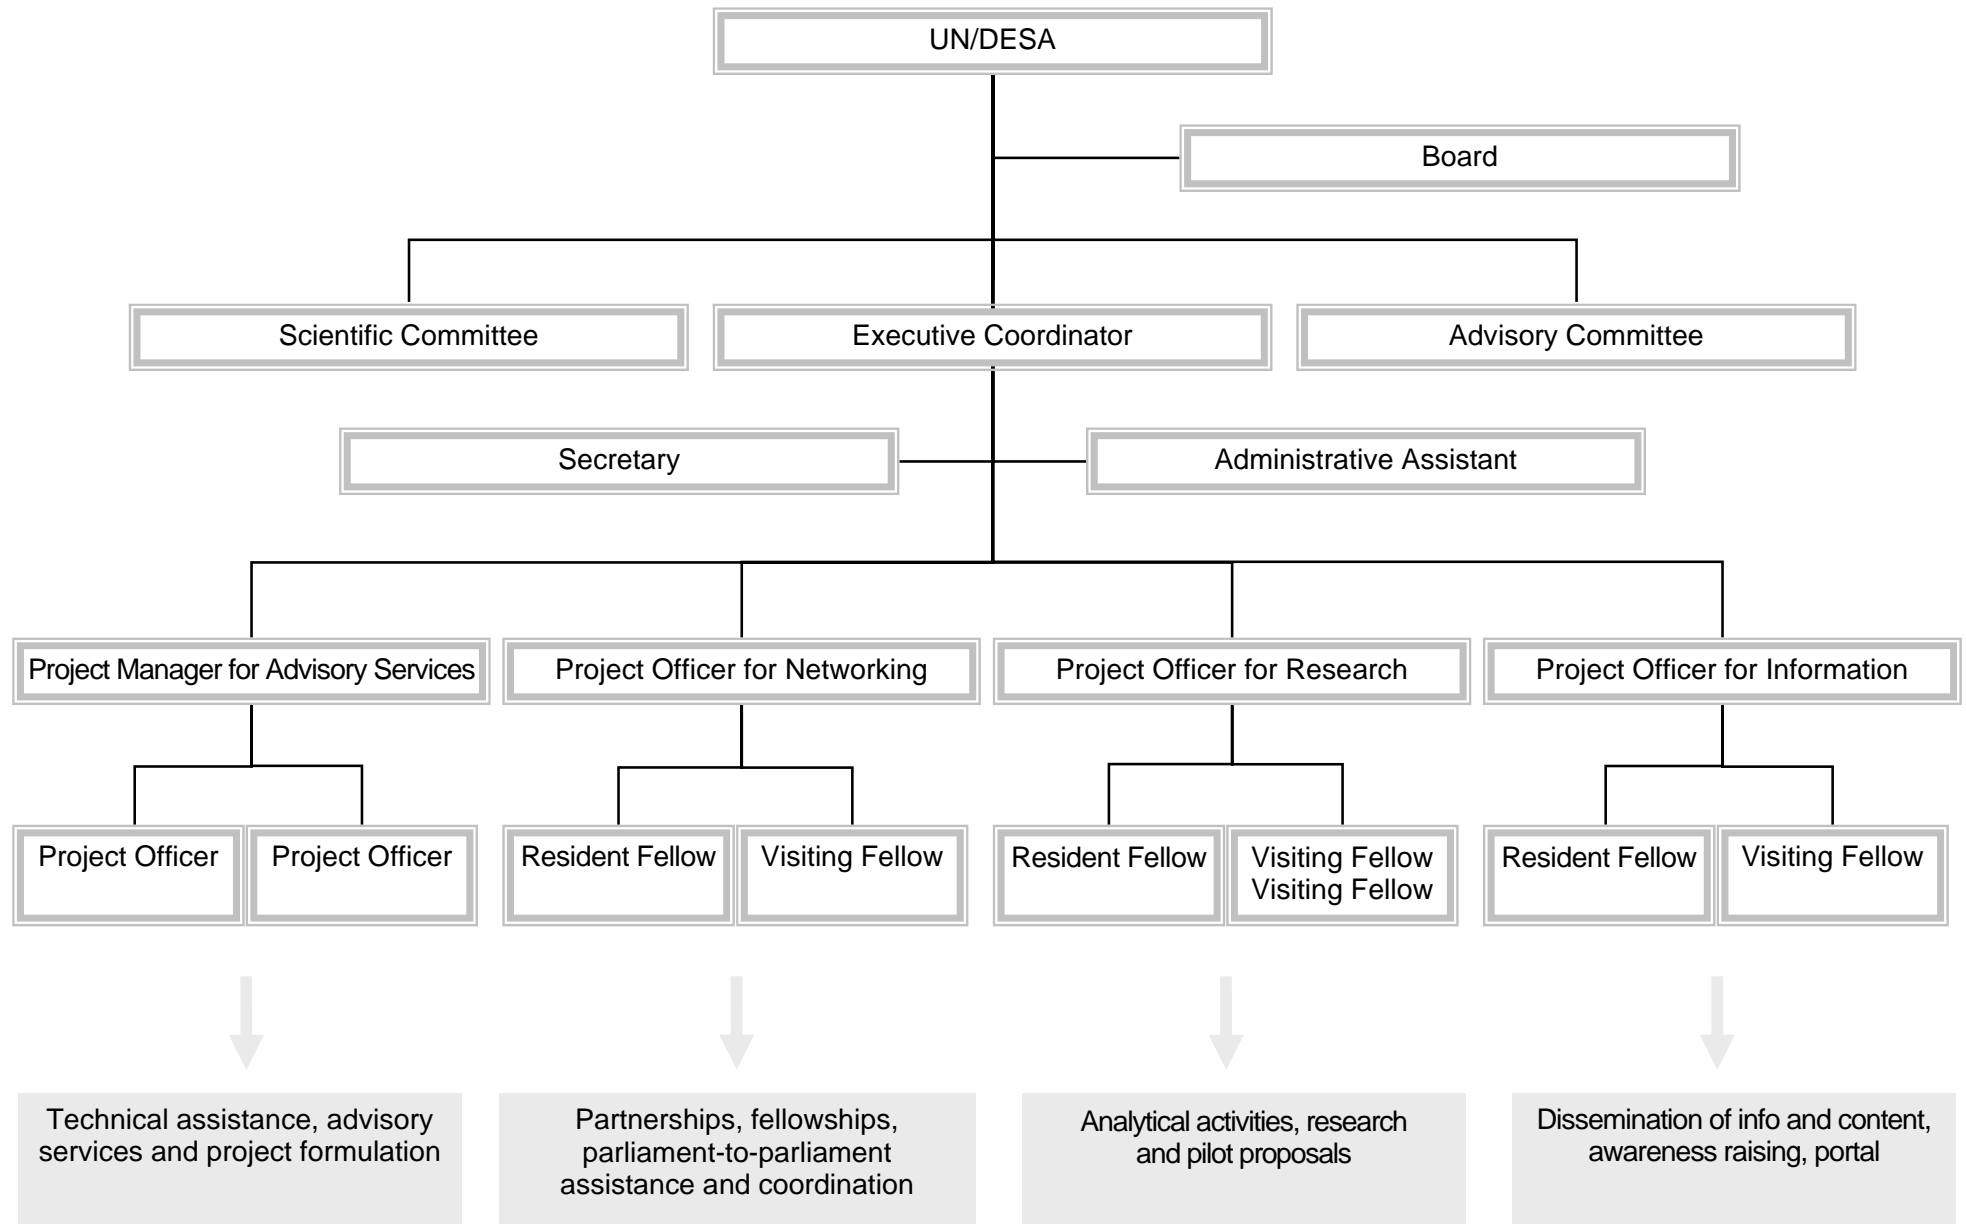 UN/DESA
Board
Scientific Committee
Executive Coordinator
Advisory Committee
Secretary
Administrative Assistant
Project Manager for Advisory Services
Project Officer for Networking
Project Officer for Research
Project Officer for Information
Project Officer
Project Officer
Resident Fellow
Visiting Fellow
Resident Fellow
Visiting Fellow
Visiting Fellow
Resident Fellow
Visiting Fellow
Technical assistance, advisory
services and project formulation
Partnerships, fellowships,
parliament-to-parliament
assistance and coordination
Analytical activities, research
and pilot proposals
Dissemination of info and content,
awareness raising, portal